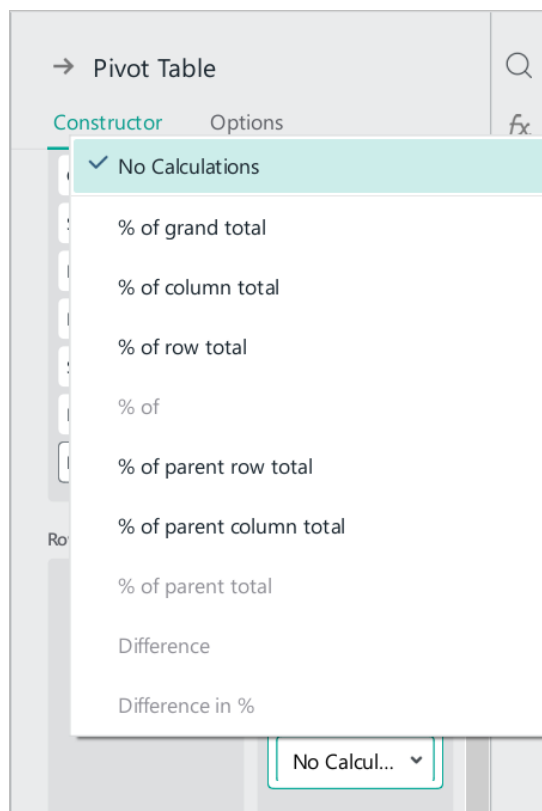 Pivot Table
Constructor Options
fx
No Calculations
% of grand total
% of column total
% of row total
% of
% of parent row total
% of parent column total
% of parent total
Difference
Difference in %
No Calcul...